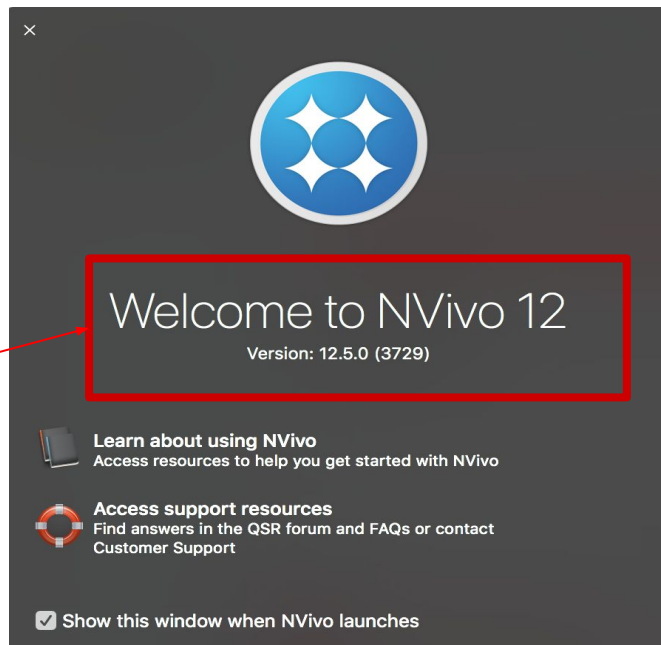 Welcome to NVivo 12
Version: 12.5.0 (3729)
Learn about using NVivo
Access resources to help you get started with NVivo
Access support resources
Find answers in the QSR forum and FAQs or contact
Customer Support
Show this window when NVivo launches